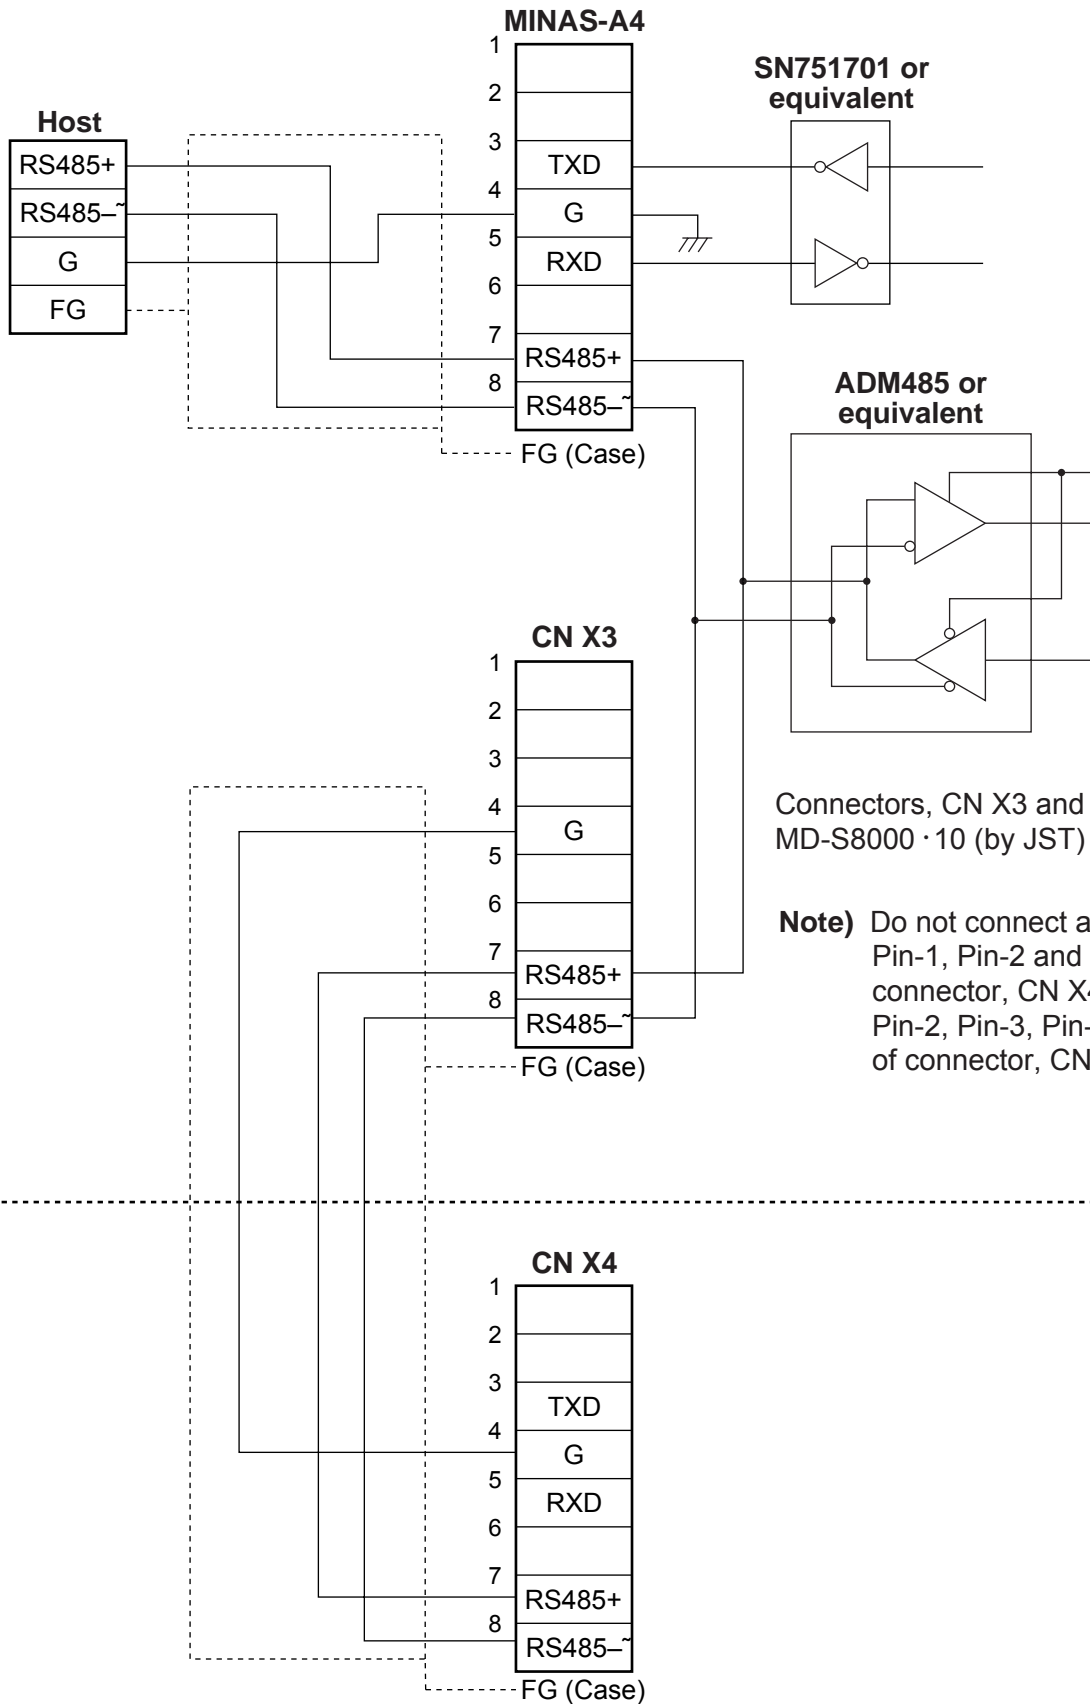 MINAS-A4
SN751701 or
equivalent
Host
RS485+
RS485–˜
G
FG
1
2
3
TXD
4
G
5
RXD
6
7
RS485+
8
RS485–˜
FG (Case)
ADM485 or
equivalent
CN X3
1
2
3
4
G
5
6
7
RS485+
8
RS485–˜
FG (Case)
Connectors, CN X3 and
MD-S8000 · 10 (by JST)
Note) Do not connect a
Pin-1, Pin-2 and
connector, CN X4
Pin-2, Pin-3, Pin-
of connector, CN
CN X4
1
2
3
TXD
4
G
5
RXD
6
7
RS485+
8
RS485–˜
FG (Case)